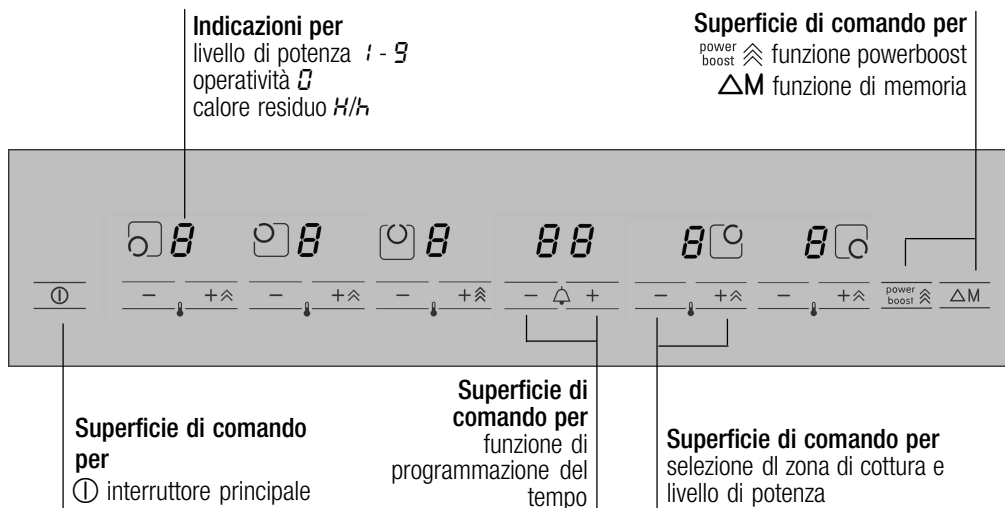 Indicazioni per
livello di potenza 1 - 9
operatività 0
calore residuo H/h
Superficie di comando per
power boost funzione powerboost
△M funzione di memoria
8 8 8 88 8 8
− + − + − + − + − + − + power boost △M
Superficie di comando
per
interruttore principale
Superficie di
comando per
funzione di
programmazione del
tempo
Superficie di comando per
selezione dl zona di cottura e
livello di potenza